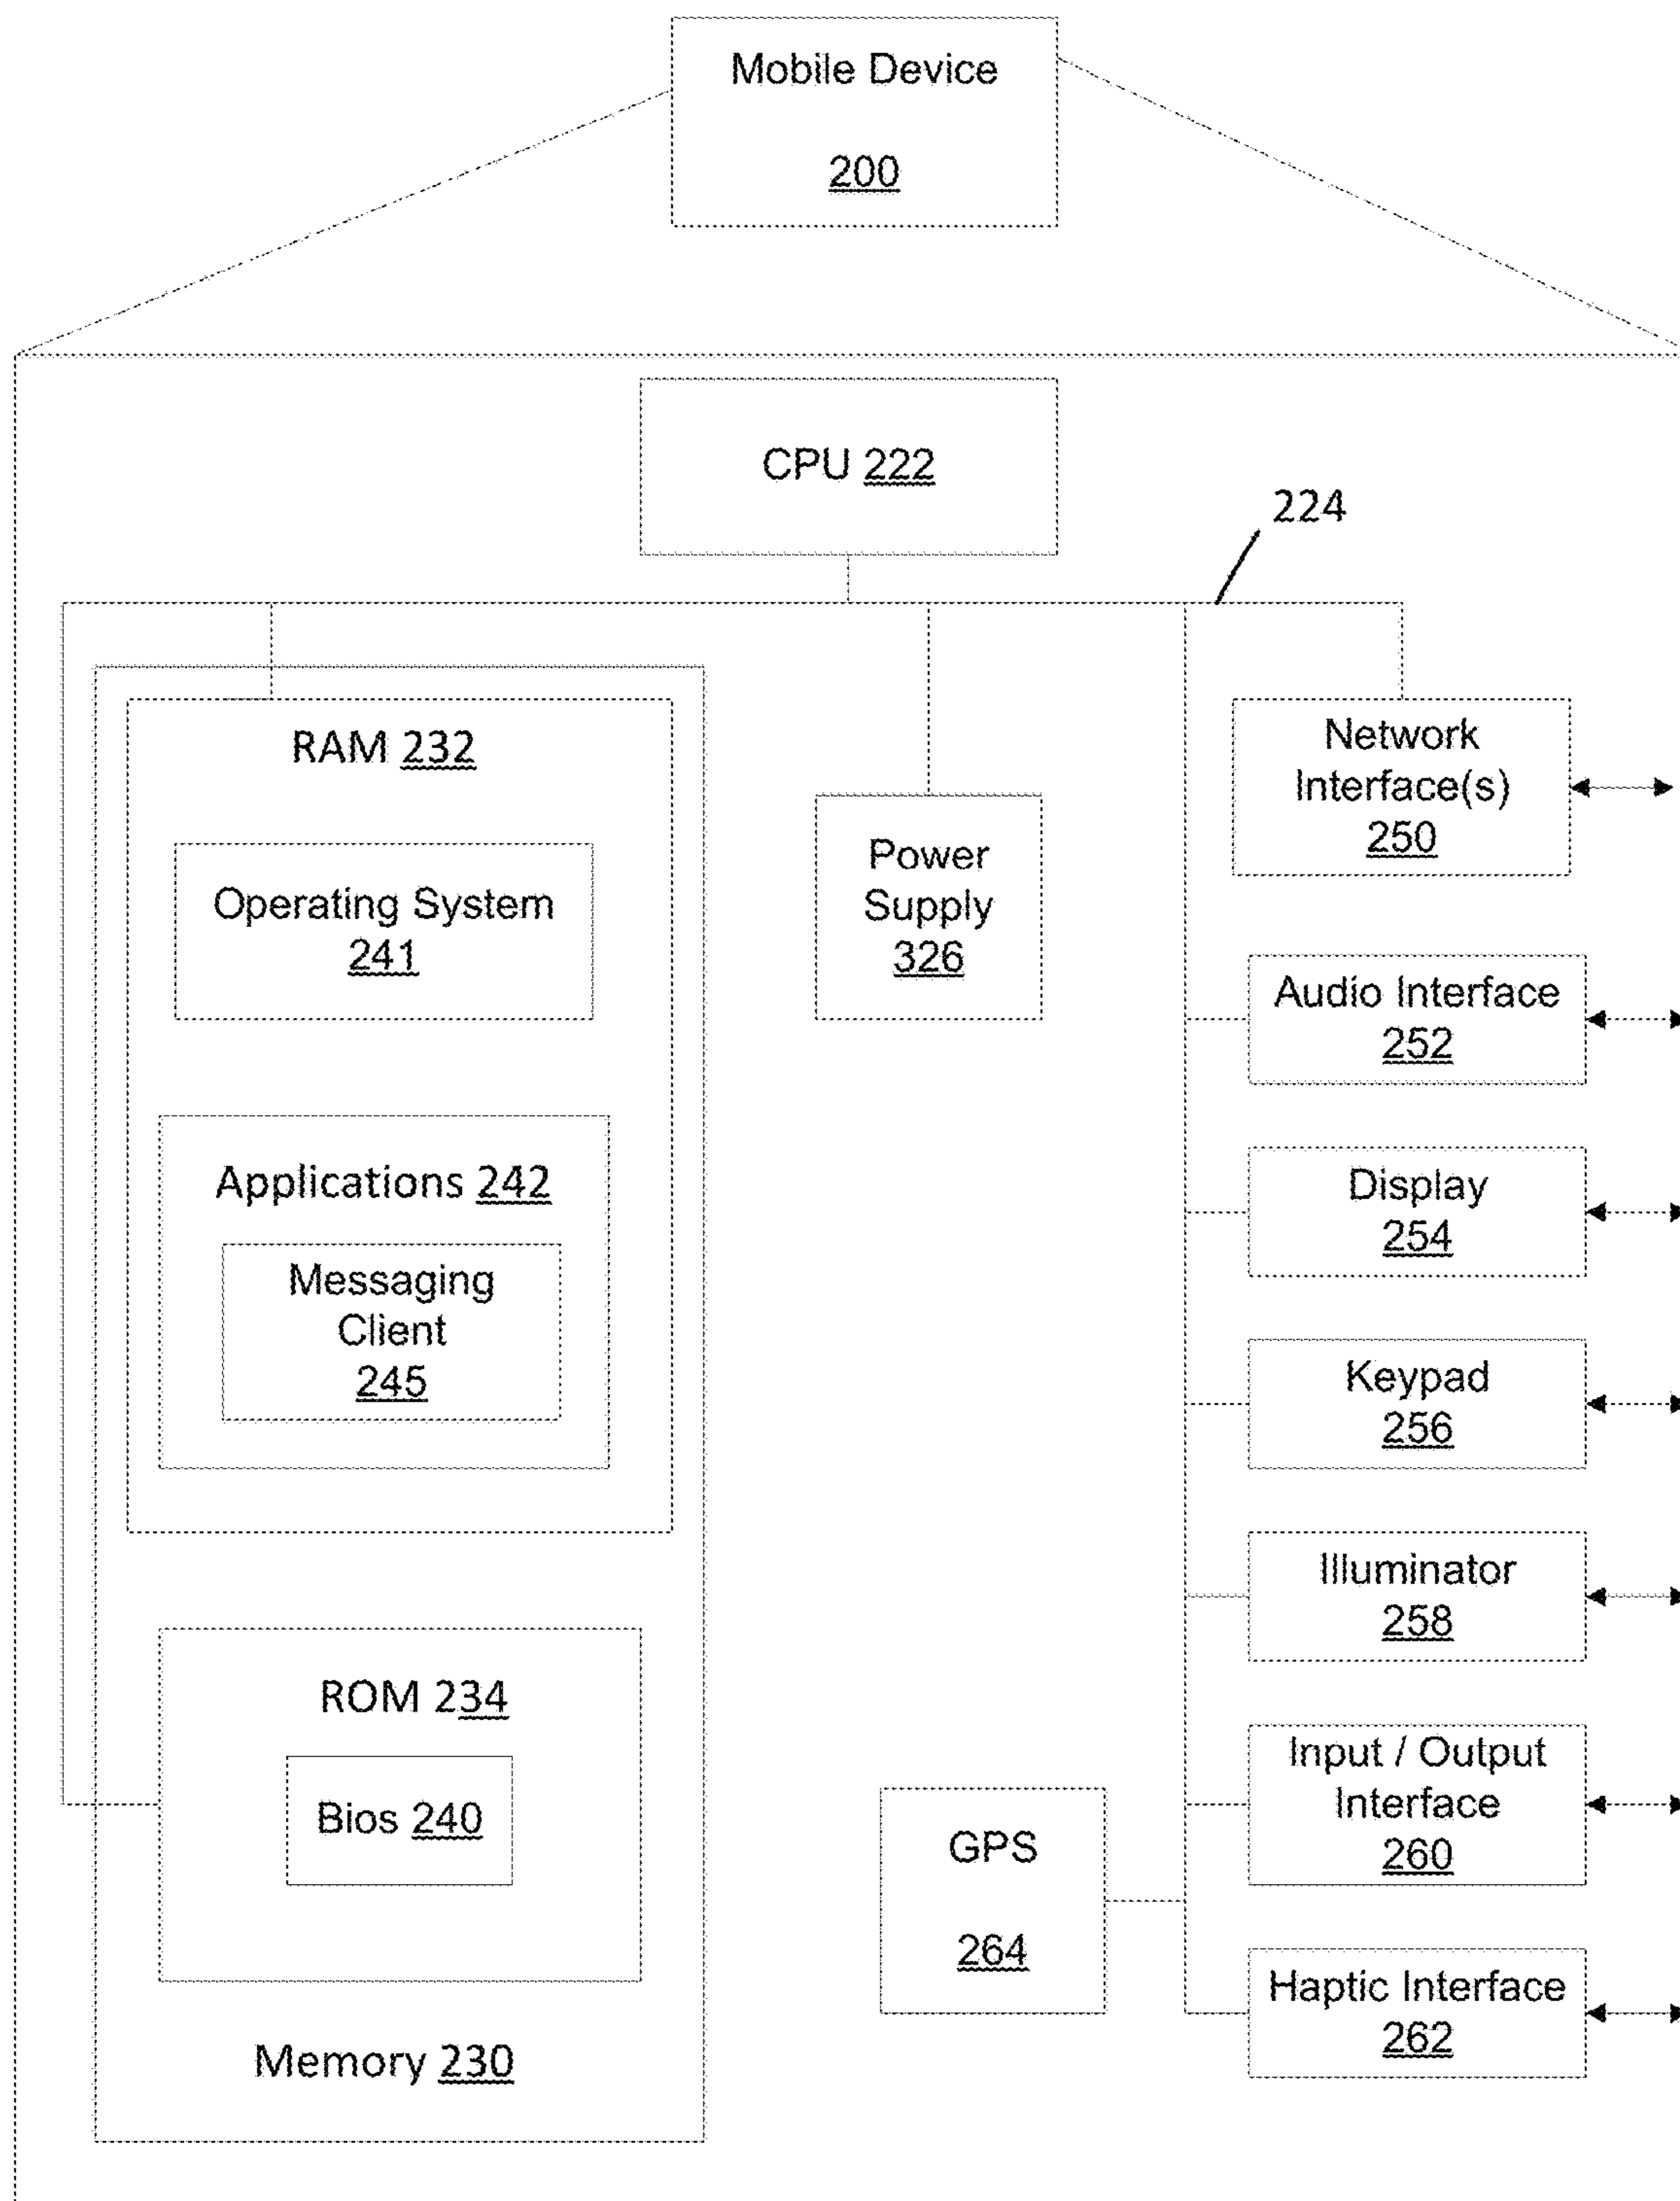 Mobile Device
200
CPU 222
224
RAM 232
Operating System
241
Applications 242
Messaging
Client
245
ROM 234
Bios 240
Memory 230
Power
Supply
326
GPS
264
Network
Interface(s)
250
Audio Interface
252
Display
254
Keypad
256
Illuminator
258
Input / Output
Interface
260
Haptic Interface
262